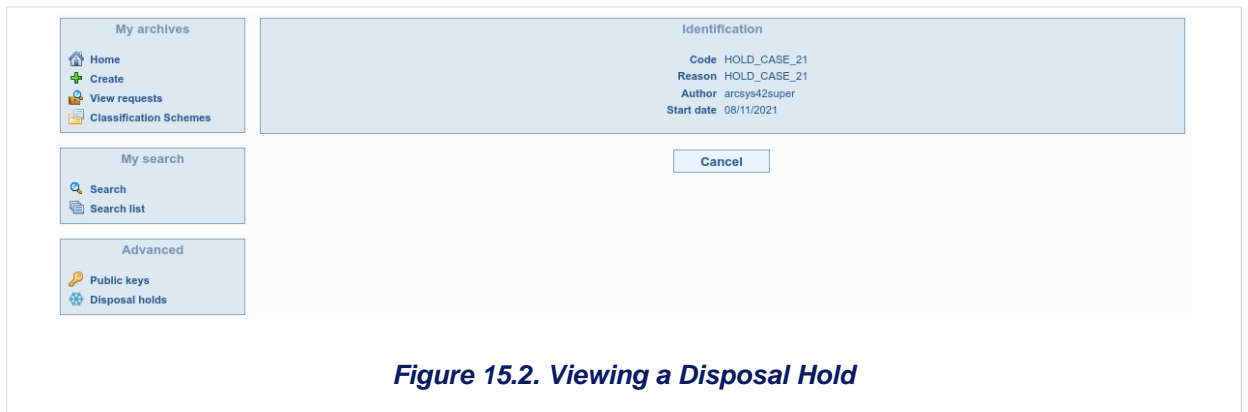 My archives
Home
Create
View requests
Classification Schemes
My search
Search
Search list
Advanced
Public keys
Disposal holds
Identification
Code HOLD_CASE_21
Reason HOLD_CASE_21
Author arcsys42super
Start date 08/11/2021
Cancel
Figure 15.2. Viewing a Disposal Hold